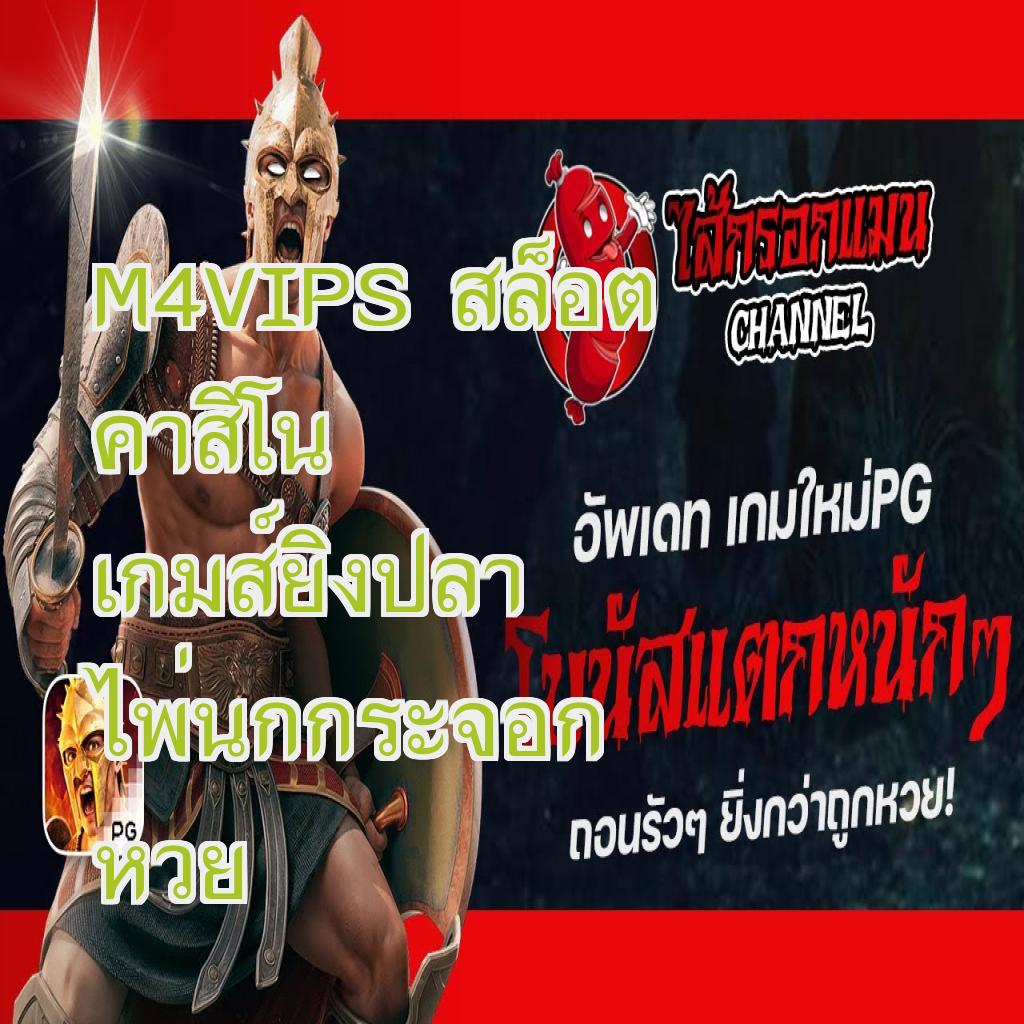 ไส้กรอกแมน
CHANNEL
M4VIPS สล็อต
คาสิโน
เกมส์ยิงปลา
ไพ่นกกระจอก
หวย
อัพเดท เกมใหม่PG
โบนัสแตกหนักๆ
ถอนรัวๆ ยิ่งกว่าถูกหวย!
PG